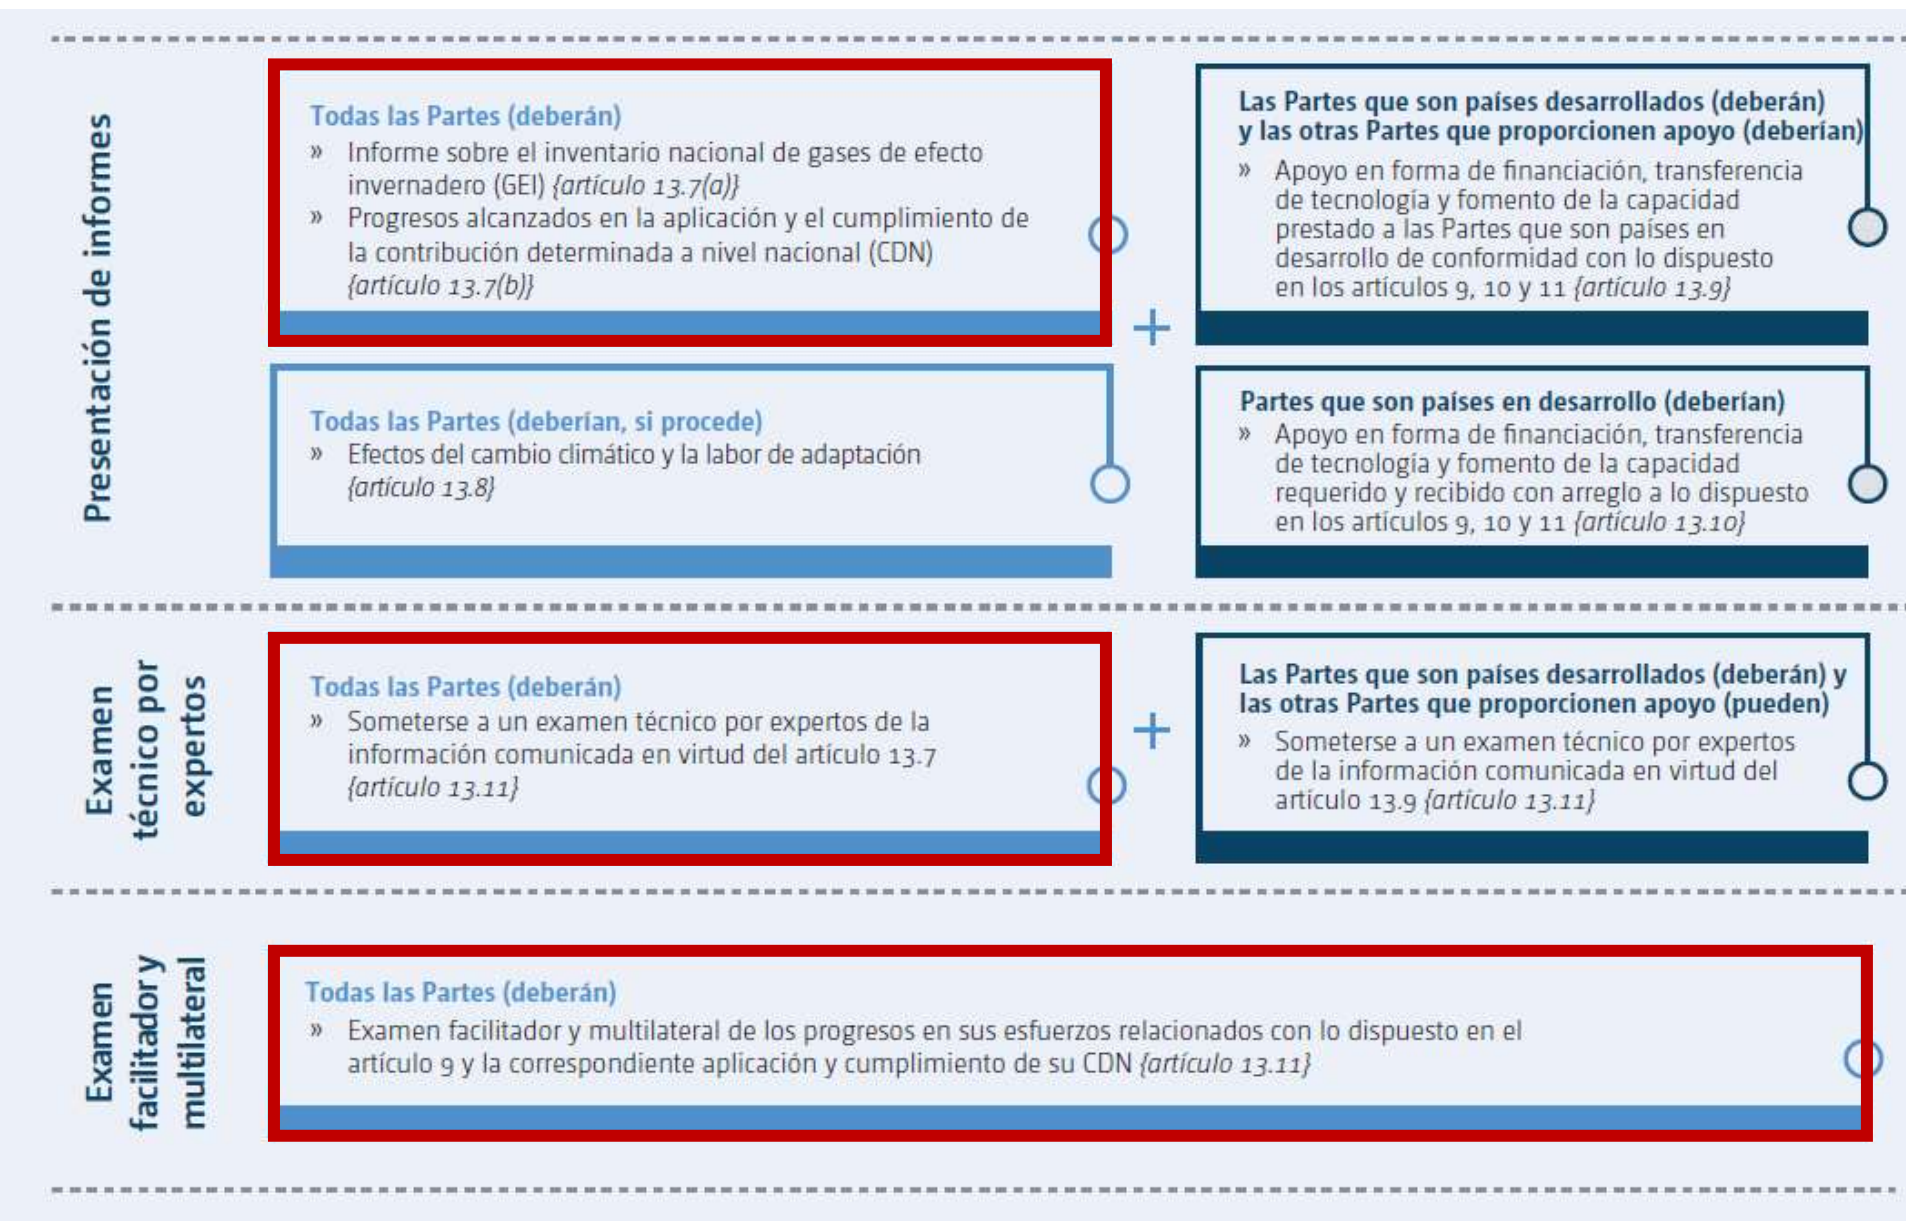 Presentación de informes
Todas las Partes (deberán)
» Informe sobre el inventario nacional de gases de efecto
invernadero (GEI) {artículo 13.7(a)}
» Progresos alcanzados en la aplicación y el cumplimiento de
la contribución determinada a nivel nacional (CDN)
{artículo 13.7(b)}
+
Las Partes que son países desarrollados (deberán)
y las otras Partes que proporcionen apoyo (deberían)
» Apoyo en forma de financiación, transferencia
de tecnología y fomento de la capacidad
prestado a las Partes que son países en
desarrollo de conformidad con lo dispuesto
en los artículos 9, 10 y 11 {artículo 13.9}
Todas las Partes (deberían, si procede)
» Efectos del cambio climático y la labor de adaptación
{artículo 13.8}
Partes que son países en desarrollo (deberían)
» Apoyo en forma de financiación, transferencia
de tecnología y fomento de la capacidad
requerido y recibido con arreglo a lo dispuesto
en los artículos 9, 10 y 11 {artículo 13.10}
Examen
técnico por
expertos
Todas las Partes (deberán)
» Someterse a un examen técnico por expertos de la
información comunicada en virtud del artículo 13.7
{artículo 13.11}
+
Las Partes que son países desarrollados (deberán) y
las otras Partes que proporcionen apoyo (pueden)
» Someterse a un examen técnico por expertos
de la información comunicada en virtud del
artículo 13.9 {artículo 13.11}
Examen
facilitador y
multilateral
Todas las Partes (deberán)
» Examen facilitador y multilateral de los progresos en sus esfuerzos relacionados con lo dispuesto en el
artículo 9 y la correspondiente aplicación y cumplimiento de su CDN {artículo 13.11}